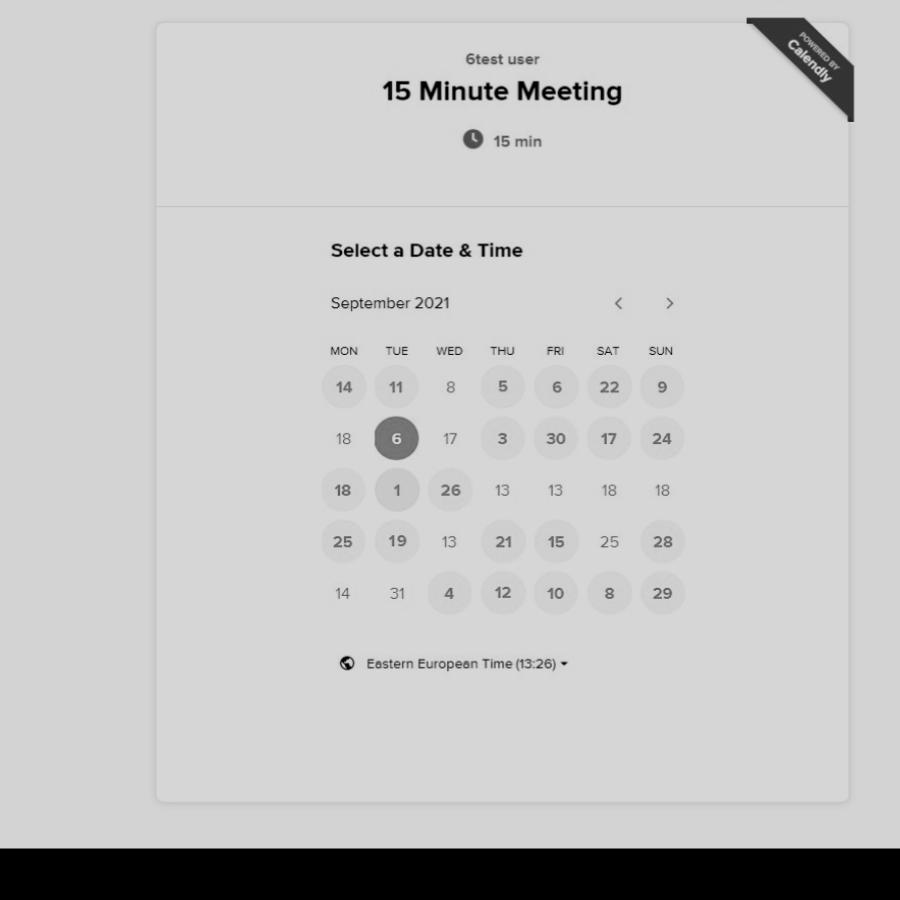 POWERED BY
Calendly
6test user
15 Minute Meeting
15 min
Select a Date & Time
September 2021
MON TUE WED THU FRI SAT SUN
14 11 8 5 6 22 9
18 6 17 3 30 17 24
18 1 26 13 13 18 18
25 19 13 21 15 25 28
14 31 4 12 10 8 29
Eastern European Time (13:26)